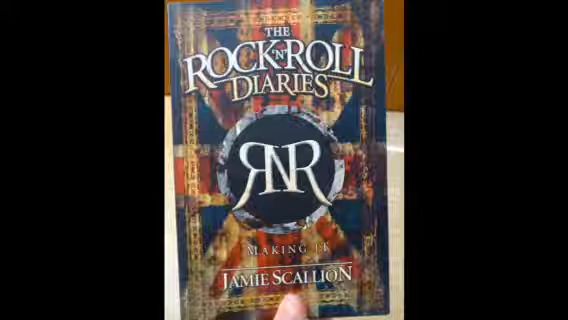 THE
ROCK 'N' ROLL
DIARIES
RNR
MAKING IT
JAMIE SCALLION